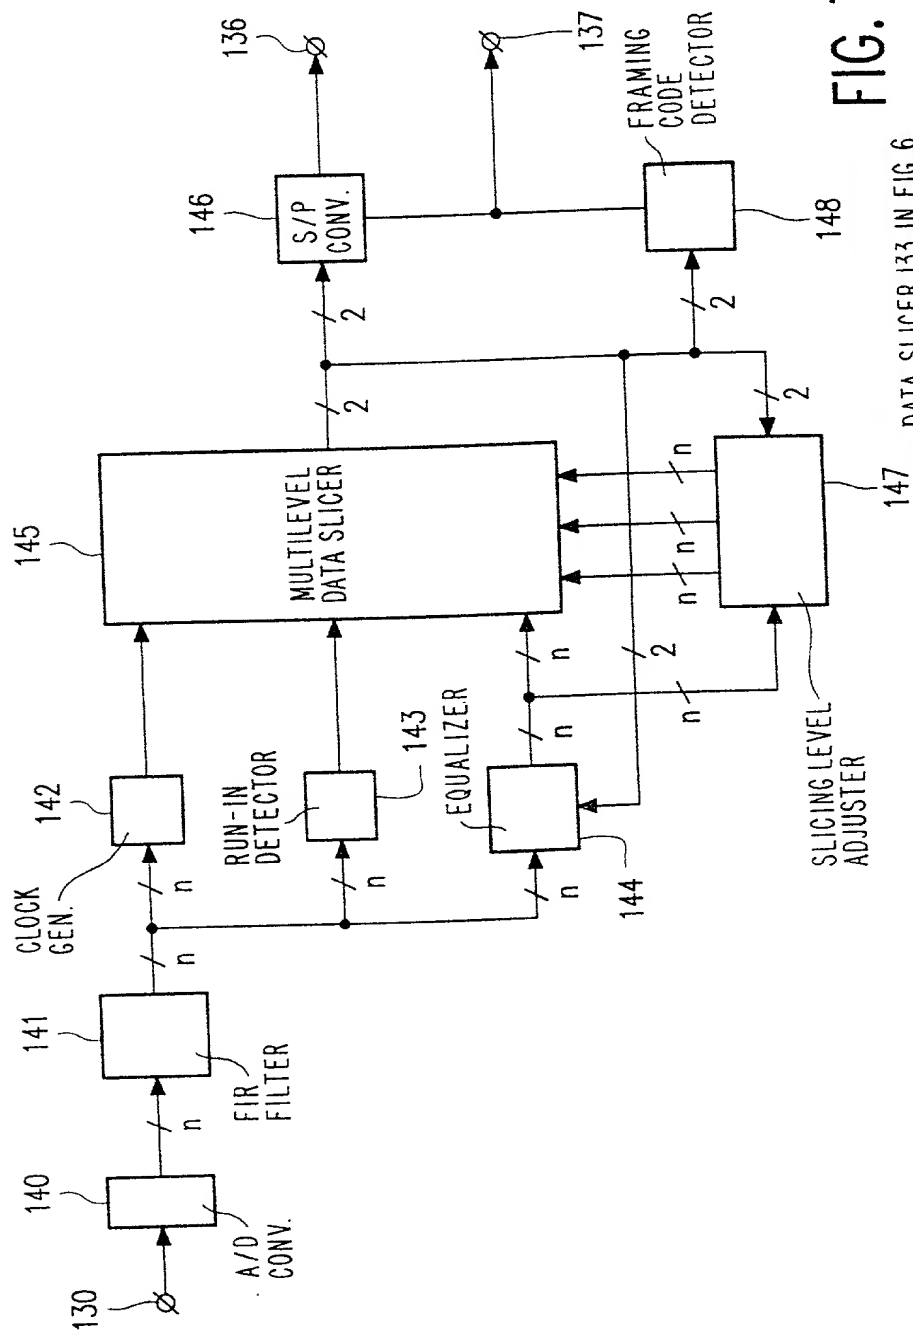 130
140
A/D
CONV.
n
141
FIR
FILTER
n
CLOCK
GEN.
142
n
RUN-IN
DETECTOR
143
n
EQUALIZER
144
n
n
n
n
145
MULTILEVEL
DATA SLICER
n
n
n
2
2
2
2
2
SLICING LEVEL
ADJUSTER
147
146
S/P
CONV.
136
137
FRAMING
CODE
DETECTOR
148
FIG.
DATA SLICER 133 IN FIG 6